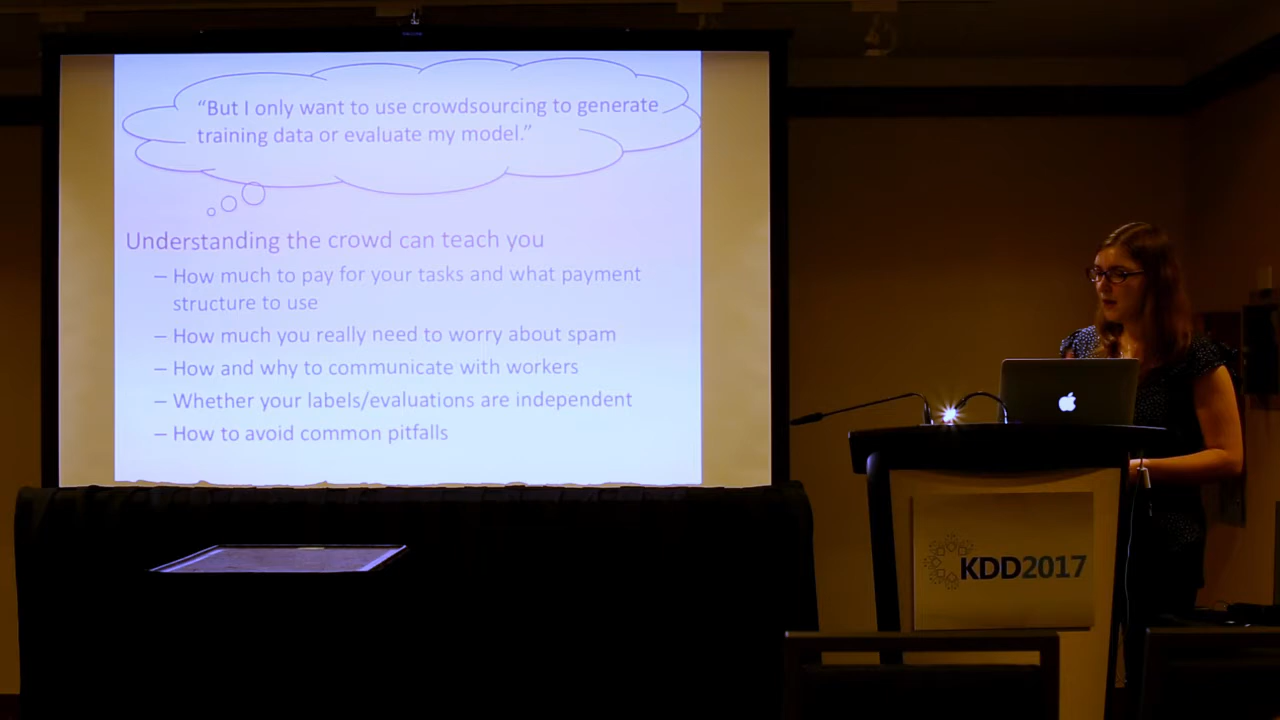 “But I only want to use crowdsourcing to generate
training data or evaluate my model.”
Understanding the crowd can teach you
– How much to pay for your tasks and what payment
structure to use
– How much you really need to worry about spam
– How and why to communicate with workers
– Whether your labels/evaluations are independent
– How to avoid common pitfalls
KDD2017